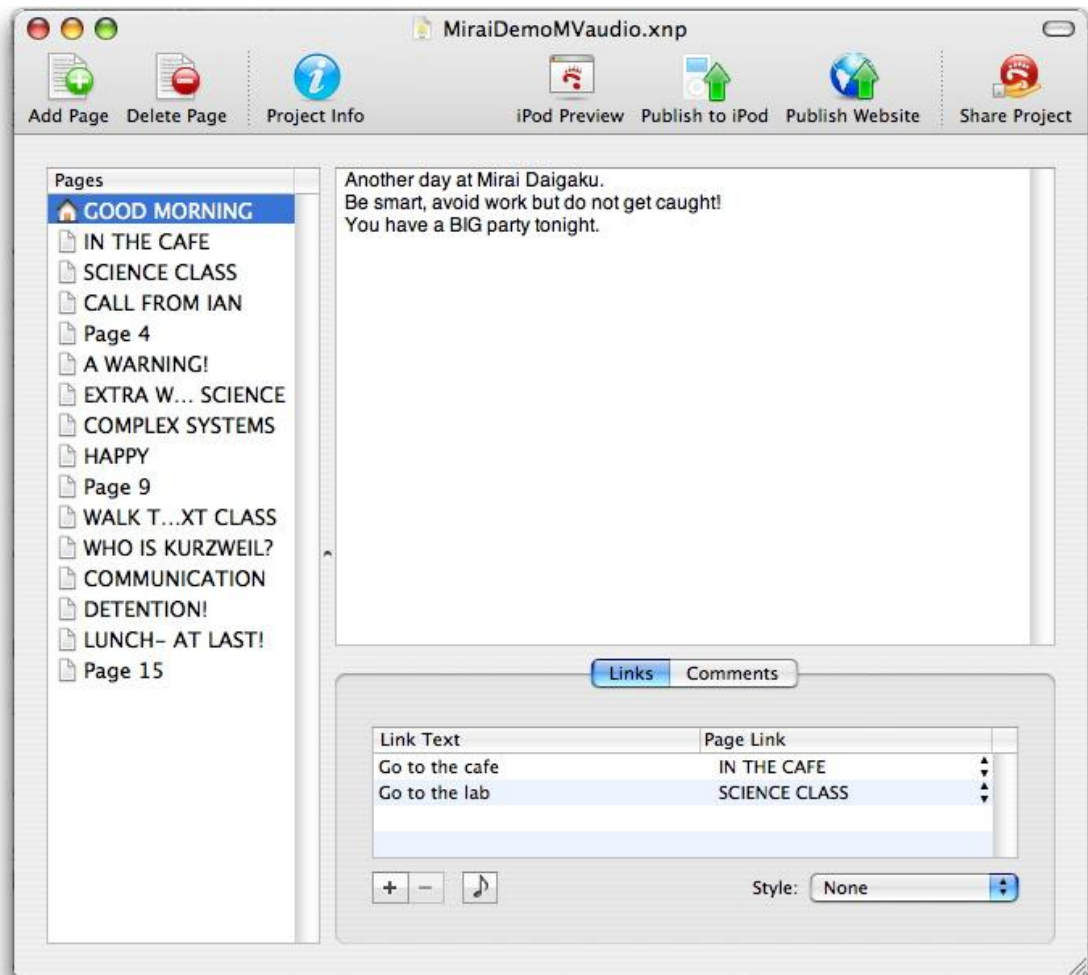 MiraiDemoMVaudio.xnp
Add Page Delete Page Project Info iPod Preview Publish to iPod Publish Website Share Project
Pages
GOOD MORNING
IN THE CAFE
SCIENCE CLASS
CALL FROM IAN
Page 4
A WARNING!
EXTRA W... SCIENCE
COMPLEX SYSTEMS
HAPPY
Page 9
WALK T...XT CLASS
WHO IS KURZWEIL?
COMMUNICATION
DETENTION!
LUNCH– AT LAST!
Page 15
Another day at Mirai Daigaku.
Be smart, avoid work but do not get caught!
You have a BIG party tonight.
Links Comments
Link Text Page Link
Go to the cafe IN THE CAFE
Go to the lab SCIENCE CLASS
Style: None